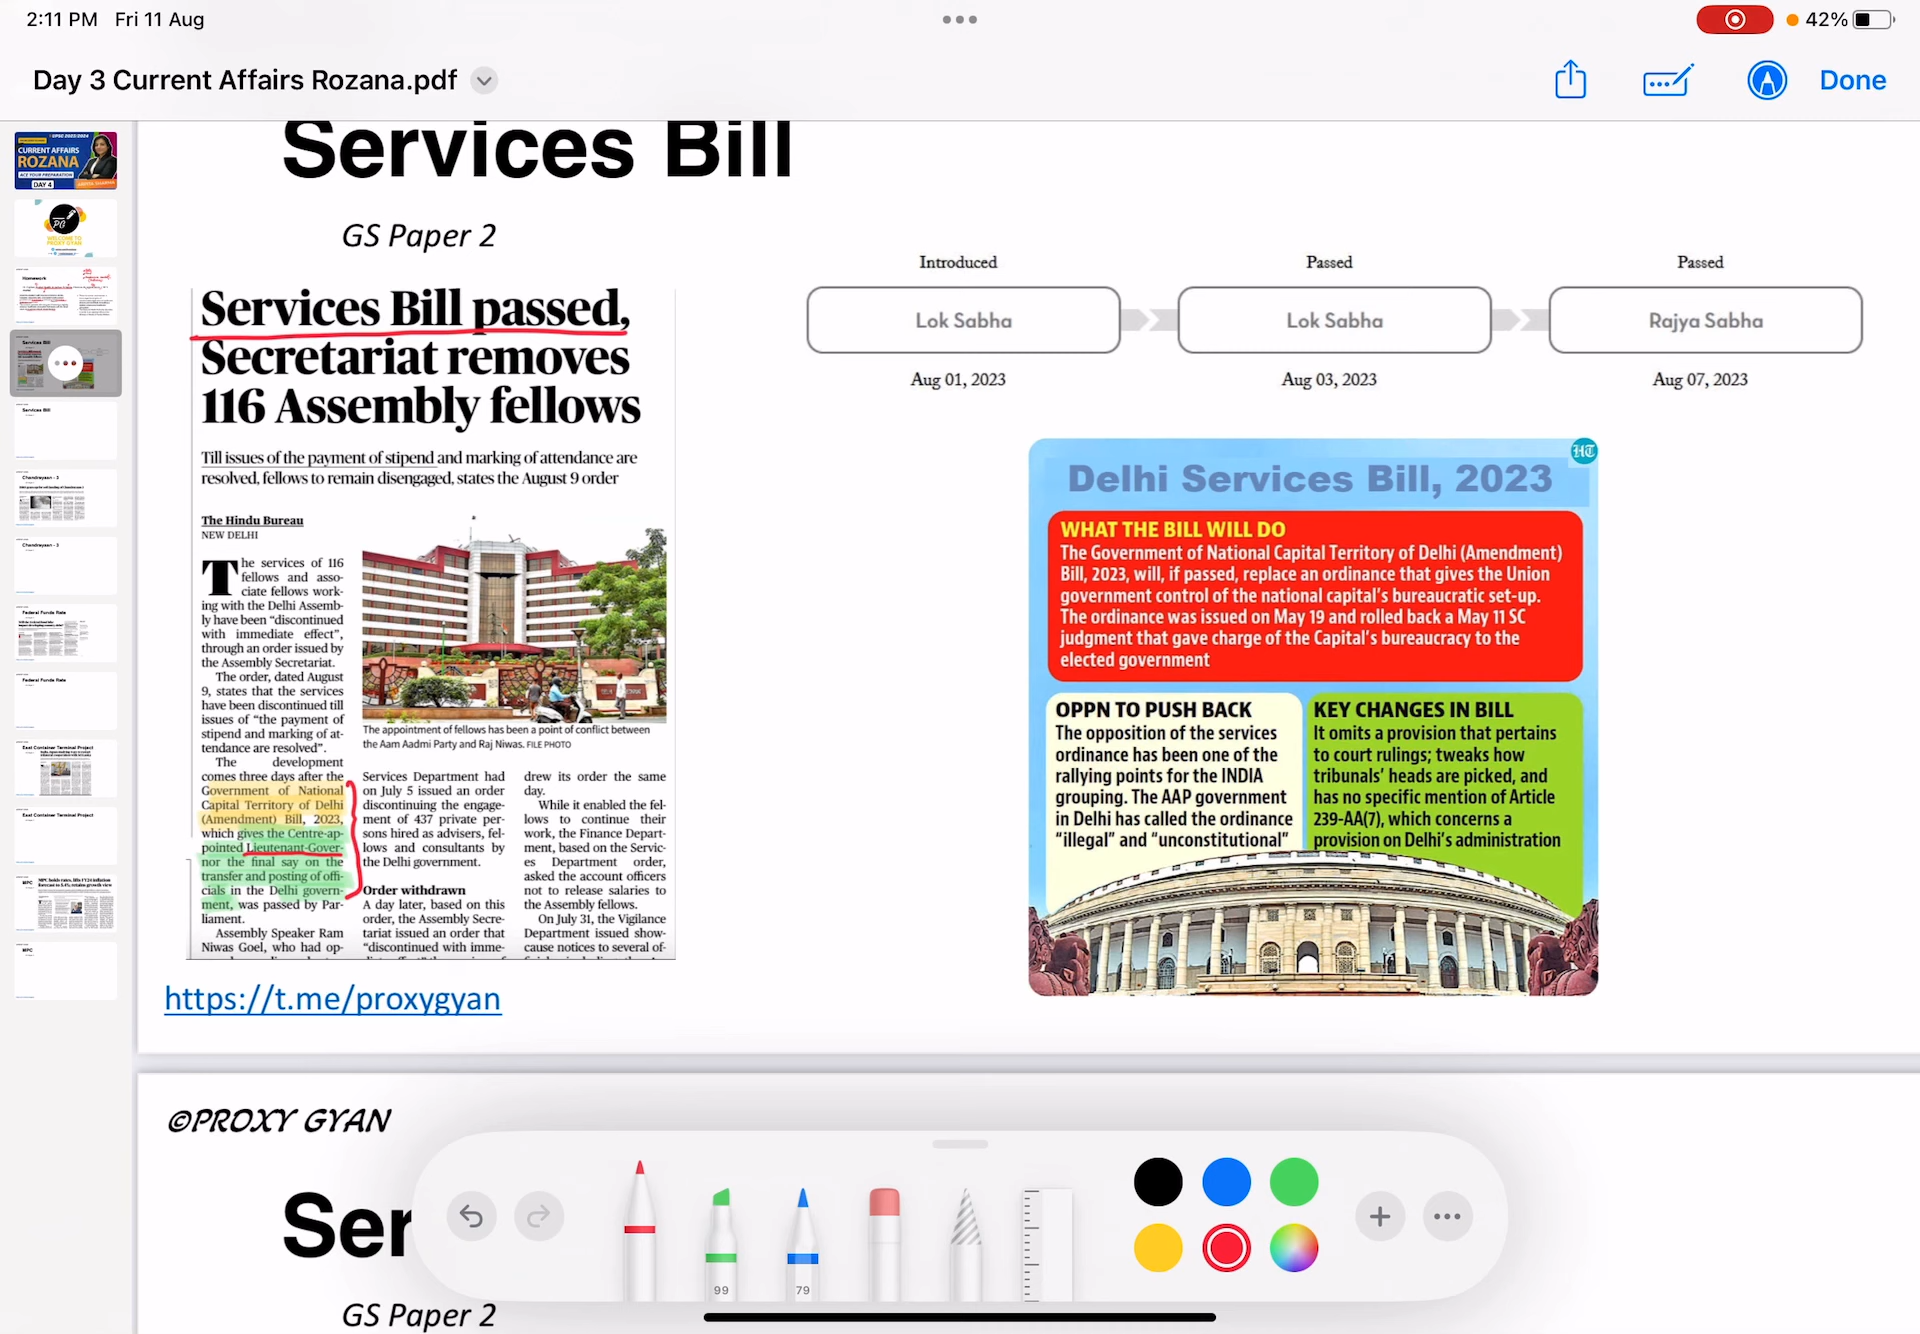 2:11 PM Fri 11 Aug
42%
Day 3 Current Affairs Rozana.pdf
Done
CURRENT AFFAIRS
ROZANA
ACE YOUR PREPARATION
DAY 4
Services Bill
GS Paper 2
Services Bill passed,
Secretariat removes
116 Assembly fellows
Till issues of the payment of stipend and marking of attendance are
resolved, fellows to remain disengaged, states the August 9 order
The Hindu Bureau
NEW DELHI
The services of 116
fellows and asso-
ciate fellows work-
ing with the Delhi Assemb-
ly have been “discontinued
with immediate effect”,
through an order issued by
the Assembly Secretariat.
The order, dated August
9, states that the services
have been discontinued till
issues of “the payment of
stipend and marking of at-
tendance are resolved”.
The development
comes three days after the
Government of National
Capital Territory of Delhi
(Amendment) Bill, 2023,
which gives the Centre-ap-
pointed Lieutenant-Gover-
nor the final say on the
transfer and posting of offi-
cials in the Delhi govern-
ment, was passed by Par-
liament.
Assembly Speaker Ram
Niwas Goel, who had op-
The appointment of fellows has been a point of conflict between
the Aam Aadmi Party and Raj Niwas. FILE PHOTO
Services Department had
on July 5 issued an order
discontinuing the engage-
ment of 437 private per-
sons hired as advisers, fel-
lows and consultants by
the Delhi government.
Order withdrawn
A day later, based on this
order, the Assembly Secre-
tariat issued an order that
“discontinued with imme-
drew its order the same
day.
While it enabled the fel-
lows to continue their
work, the Finance Depart-
ment, based on the Servic-
es Department order,
asked the account officers
not to release salaries to
the Assembly fellows.
On July 31, the Vigilance
Department issued show-
cause notices to several of-
https://t.me/proxygyan
Introduced
Lok Sabha
Aug 01, 2023
Passed
Lok Sabha
Aug 03, 2023
Passed
Rajya Sabha
Aug 07, 2023
HT
Delhi Services Bill, 2023
WHAT THE BILL WILL DO
The Government of National Capital Territory of Delhi (Amendment)
Bill, 2023, will, if passed, replace an ordinance that gives the Union
government control of the national capital’s bureaucratic set-up.
The ordinance was issued on May 19 and rolled back a May 11 SC
judgment that gave charge of the Capital’s bureaucracy to the
elected government
OPPN TO PUSH BACK
The opposition of the services
ordinance has been one of the
rallying points for the INDIA
grouping. The AAP government
in Delhi has called the ordinance
“illegal” and “unconstitutional”
KEY CHANGES IN BILL
It omits a provision that pertains
to court rulings; tweaks how
tribunals’ heads are picked, and
has no specific mention of Article
239-AA(7), which concerns a
provision on Delhi’s administration
©PROXY GYAN
Ser
GS Paper 2
99
79